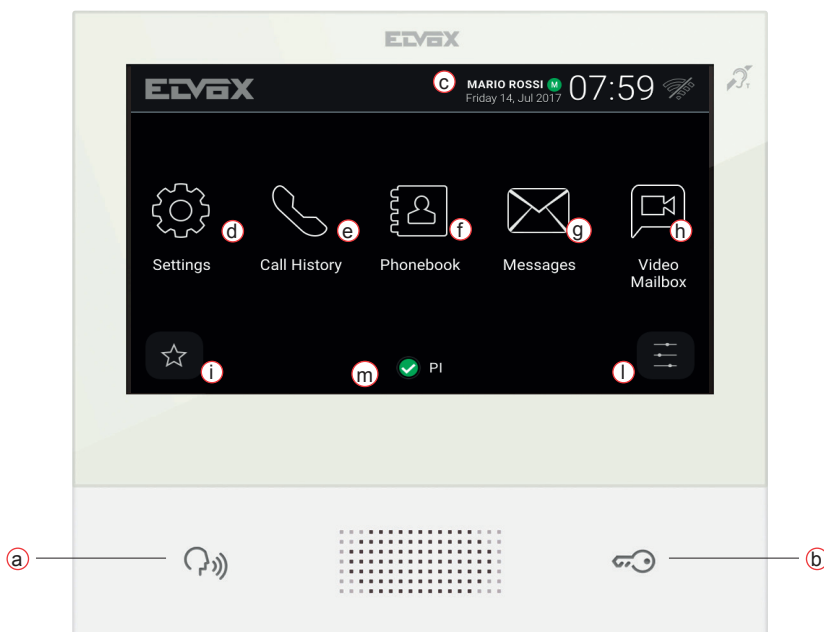 ELVOX
T
ELVOX
c
MARIO ROSSI M
Friday 14, Jul 2017
07:59
d
e
f
g
h
Settings
Call History
Phonebook
Messages
Video
Mailbox
i
m
PI
l
a
b